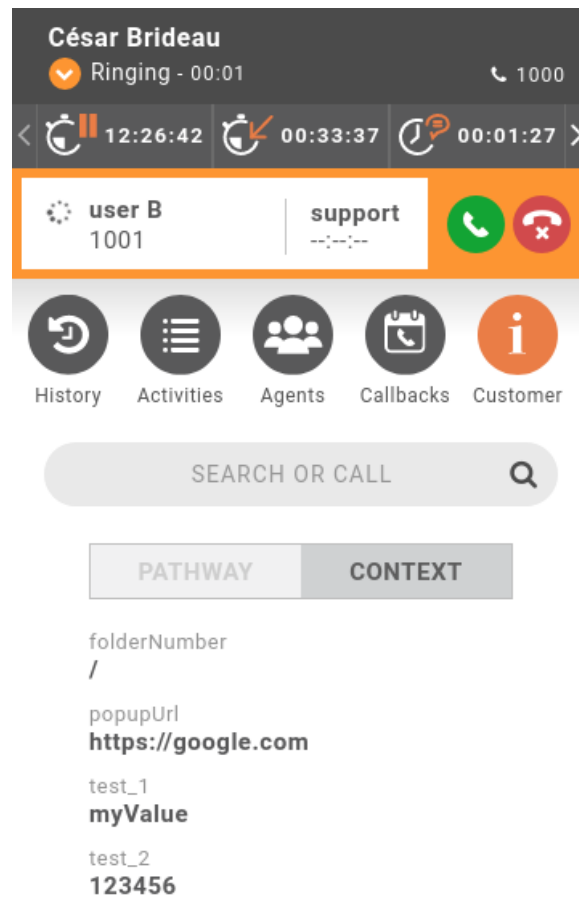 César Brideau
Ringing - 00:01 1000
12:26:42 00:33:37 00:01:27
user B support
1001 --:--:--
History Activities Agents Callbacks Customer
SEARCH OR CALL
PATHWAY CONTEXT
folderNumber
/
popupUrl
https://google.com
test_1
myValue
test_2
123456